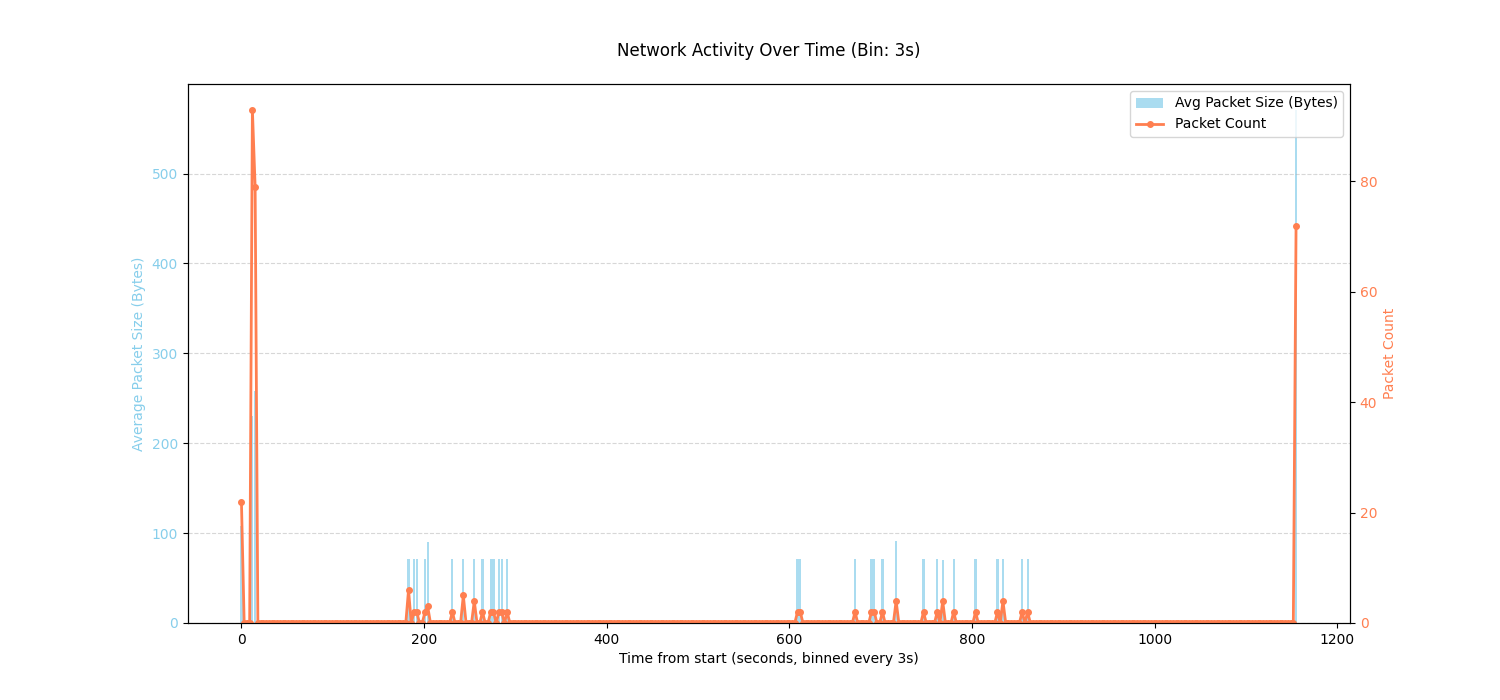 Network Activity Over Time (Bin: 3s)
Avg Packet Size (Bytes)
Packet Count
Average Packet Size (Bytes)
500
400
300
200
100
0
80
60
40
20
0
Packet Count
0 200 400 600 800 1000 1200
Time from start (seconds, binned every 3s)